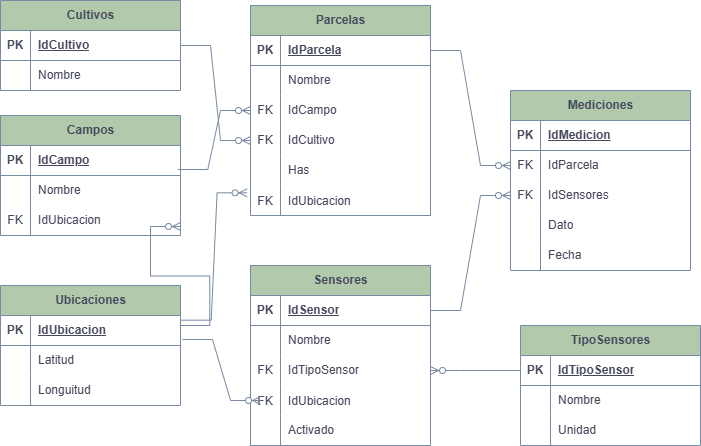 Cultivos
PK IdCultivo
Nombre
Campos
PK IdCampo
Nombre
FK IdUbicacion
Ubicaciones
PK IdUbicacion
Latitud
Longuitud
Parcelas
PK IdParcela
Nombre
FK IdCampo
FK IdCultivo
Has
FK IdUbicacion
Sensores
PK IdSensor
Nombre
FK IdTipoSensor
FK IdUbicacion
Activado
Mediciones
PK IdMedicion
FK IdParcela
FK IdSensores
Dato
Fecha
TipoSensores
PK IdTipoSensor
Nombre
Unidad